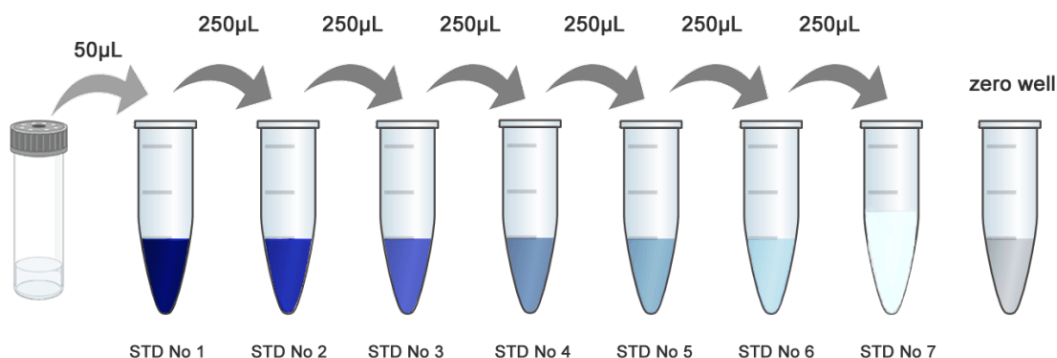 50µL
250µL
250µL
250µL
250µL
250µL
250µL
zero well
STD No 1
STD No 2
STD No 3
STD No 4
STD No 5
STD No 6
STD No 7